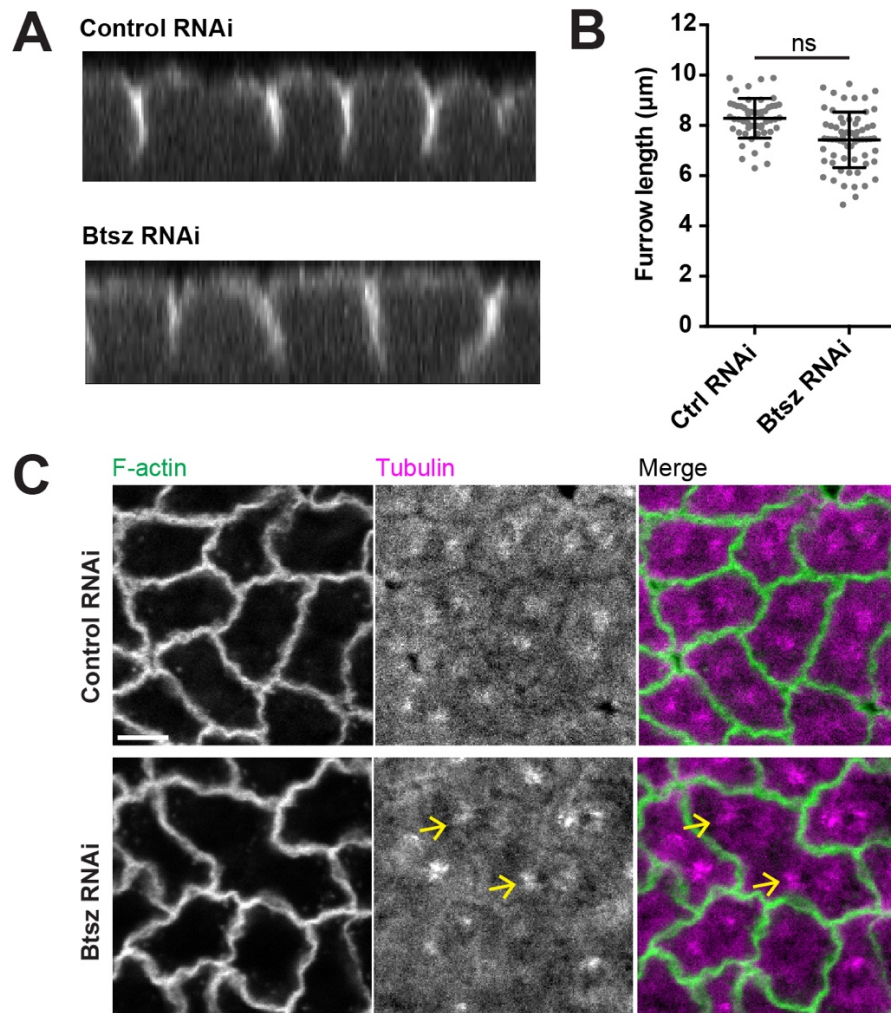 A
Control RNAi
Btsz RNAi
B
ns
12
10
8
6
4
2
0
Furrow length (µm)
Ctrl RNAi
Btsz RNAi
C
F-actin
Tubulin
Merge
Control RNAi
Btsz RNAi